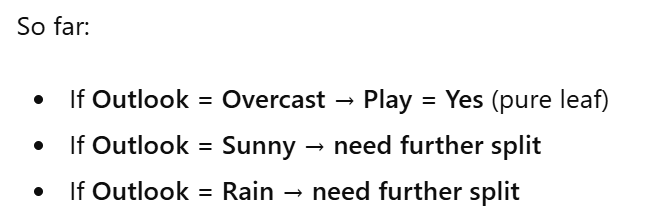 So far:
• If Outlook = Overcast → Play = Yes (pure leaf)
• If Outlook = Sunny → need further split
• If Outlook = Rain → need further split